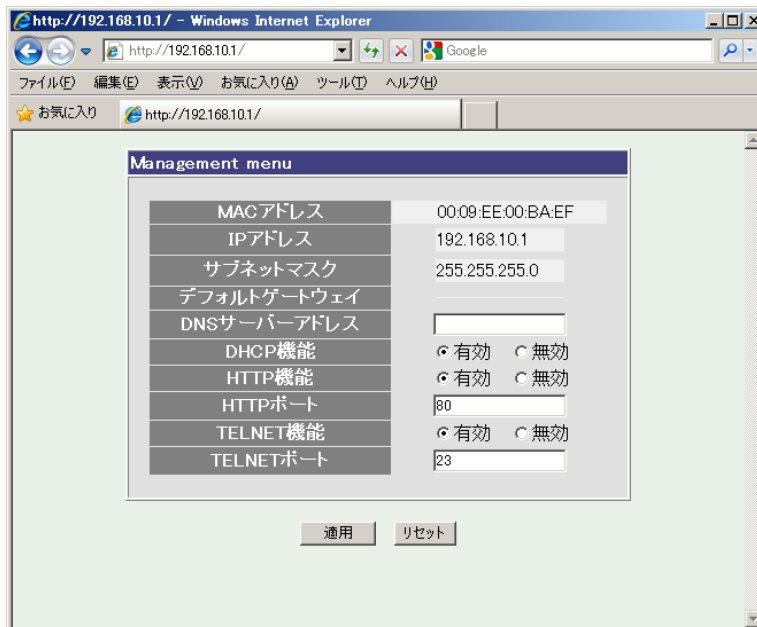 http://192.168.10.1/ - Windows Internet Explorer
http://192.168.10.1/
Google
ファイル(F) 編集(E) 表示(V) お気に入り(A) ツール(T) ヘルプ(H)
お気に入り http://192.168.10.1/
Management menu
MACアドレス 00:09:EE:00:BA:EF
IPアドレス 192.168.10.1
サブネットマスク 255.255.255.0
デフォルトゲートウェイ
DNSサーバーアドレス
DHCP機能 有効 無効
HTTP機能 有効 無効
HTTPポート 80
TELNET機能 有効 無効
TELNETポート 23
適用 リセット